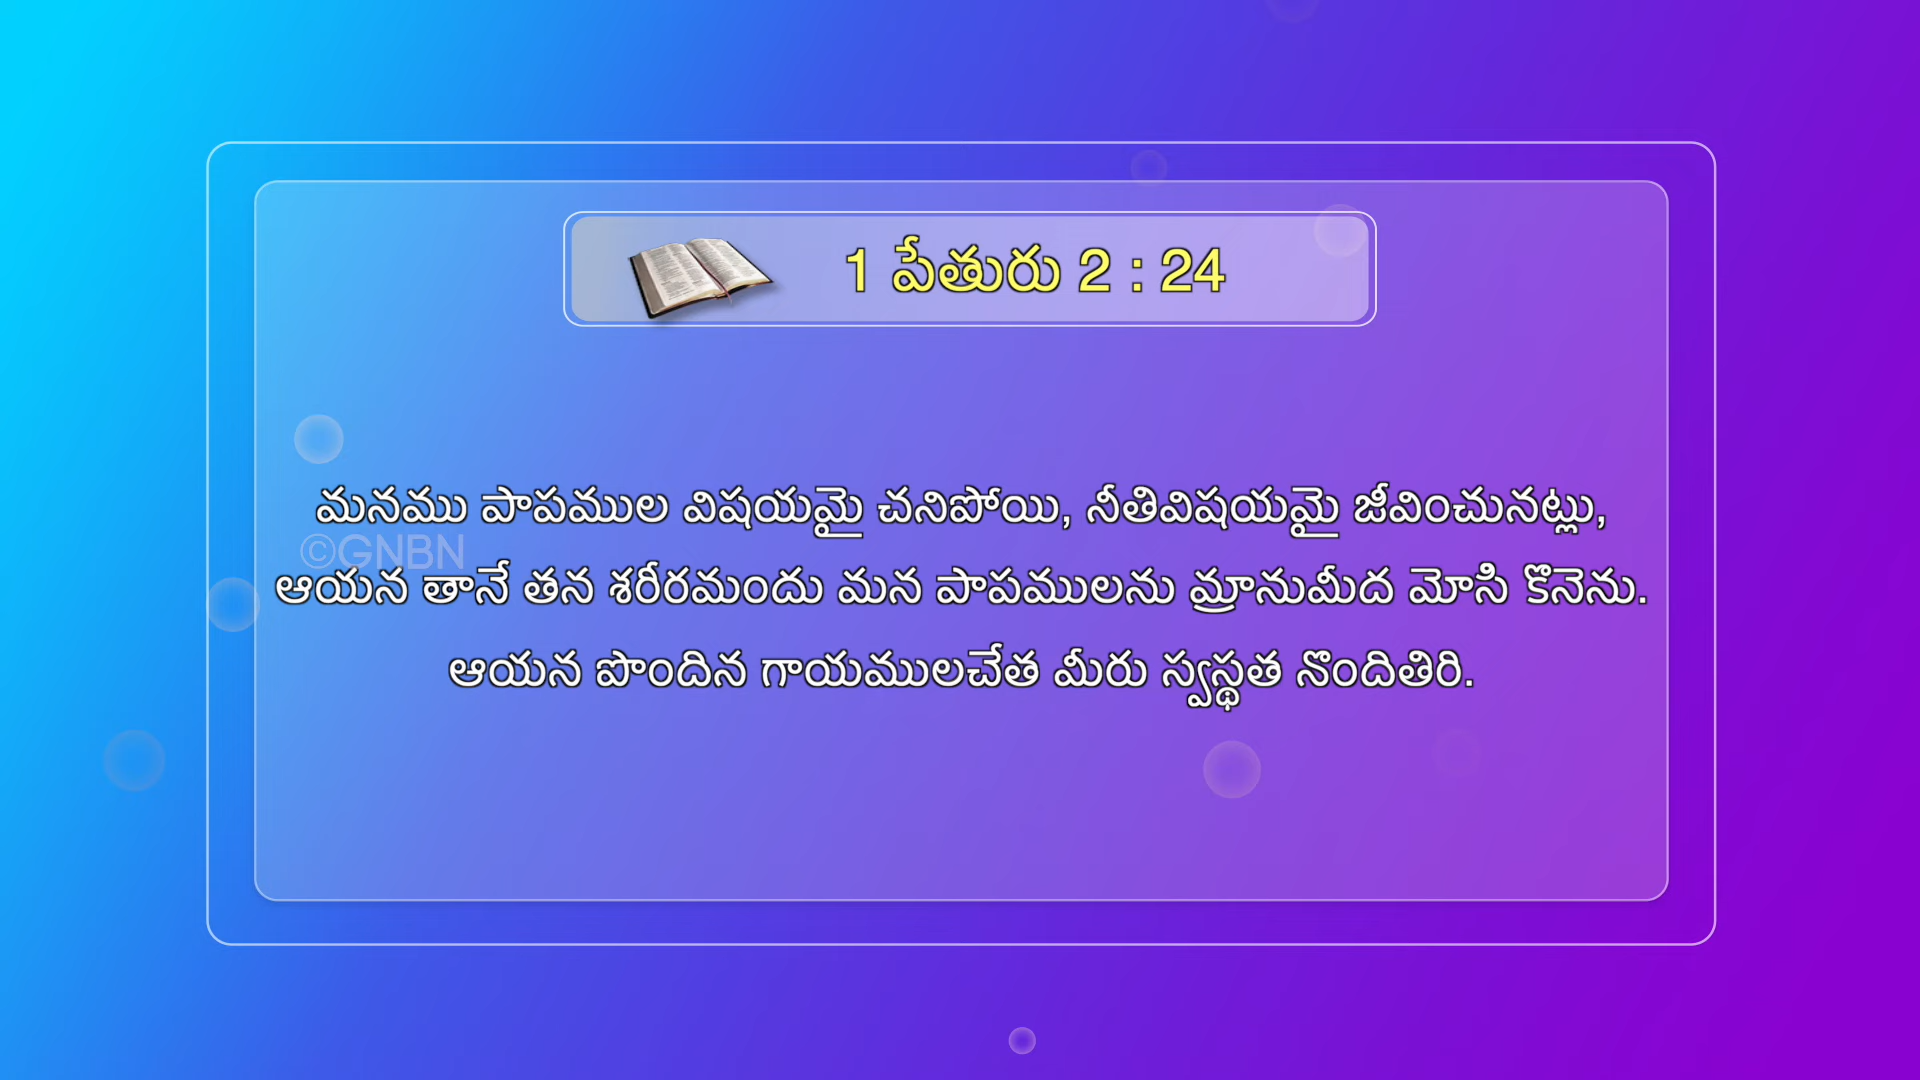 1 పేతురు 2 : 24
మనము పాపముల విషయమై చనిపోయి, నీతివిషయమై జీవించునట్లు,
©GNBN
ఆయన తానే తన శరీరమందు మన పాపములను మ్రానుమీద మోసి కొనెను.
ఆయన పొందిన గాయములచేత మీరు స్వస్థత నొందితిరి.